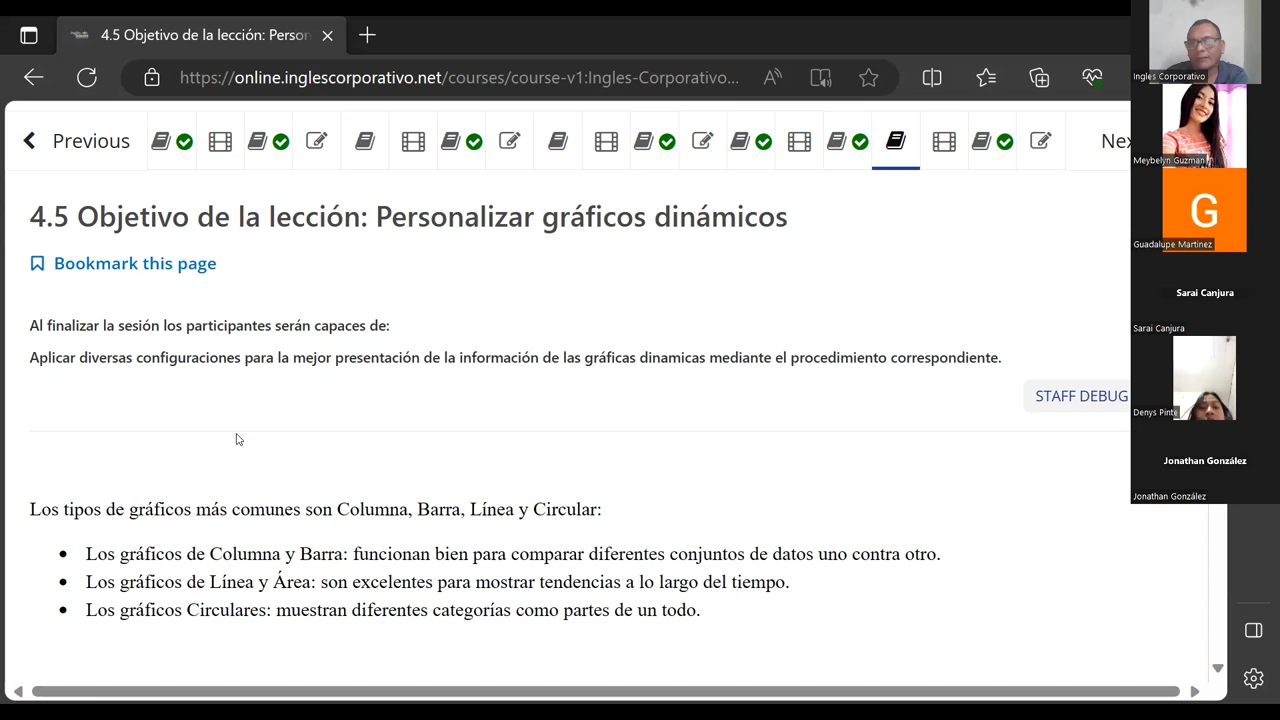 4.5 Objetivo de la lección: Person
https://online.inglescorporativo.net/courses/course-v1:Ingles-Corporativo...
Previous
Nex
4.5 Objetivo de la lección: Personalizar gráficos dinámicos
Bookmark this page
Al finalizar la sesión los participantes serán capaces de:
Aplicar diversas configuraciones para la mejor presentación de la información de las gráficas dinamicas mediante el procedimiento correspondiente.
STAFF DEBUG
Los tipos de gráficos más comunes son Columna, Barra, Línea y Circular:
Los gráficos de Columna y Barra: funcionan bien para comparar diferentes conjuntos de datos uno contra otro.
Los gráficos de Línea y Área: son excelentes para mostrar tendencias a lo largo del tiempo.
Los gráficos Circulares: muestran diferentes categorías como partes de un todo.
Ingles Corporativo
Meybelyn Guzman
G
Guadalupe Martinez
Sarai Canjura
Sarai Canjura
Denys Pinte
Jonathan González
Jonathan González